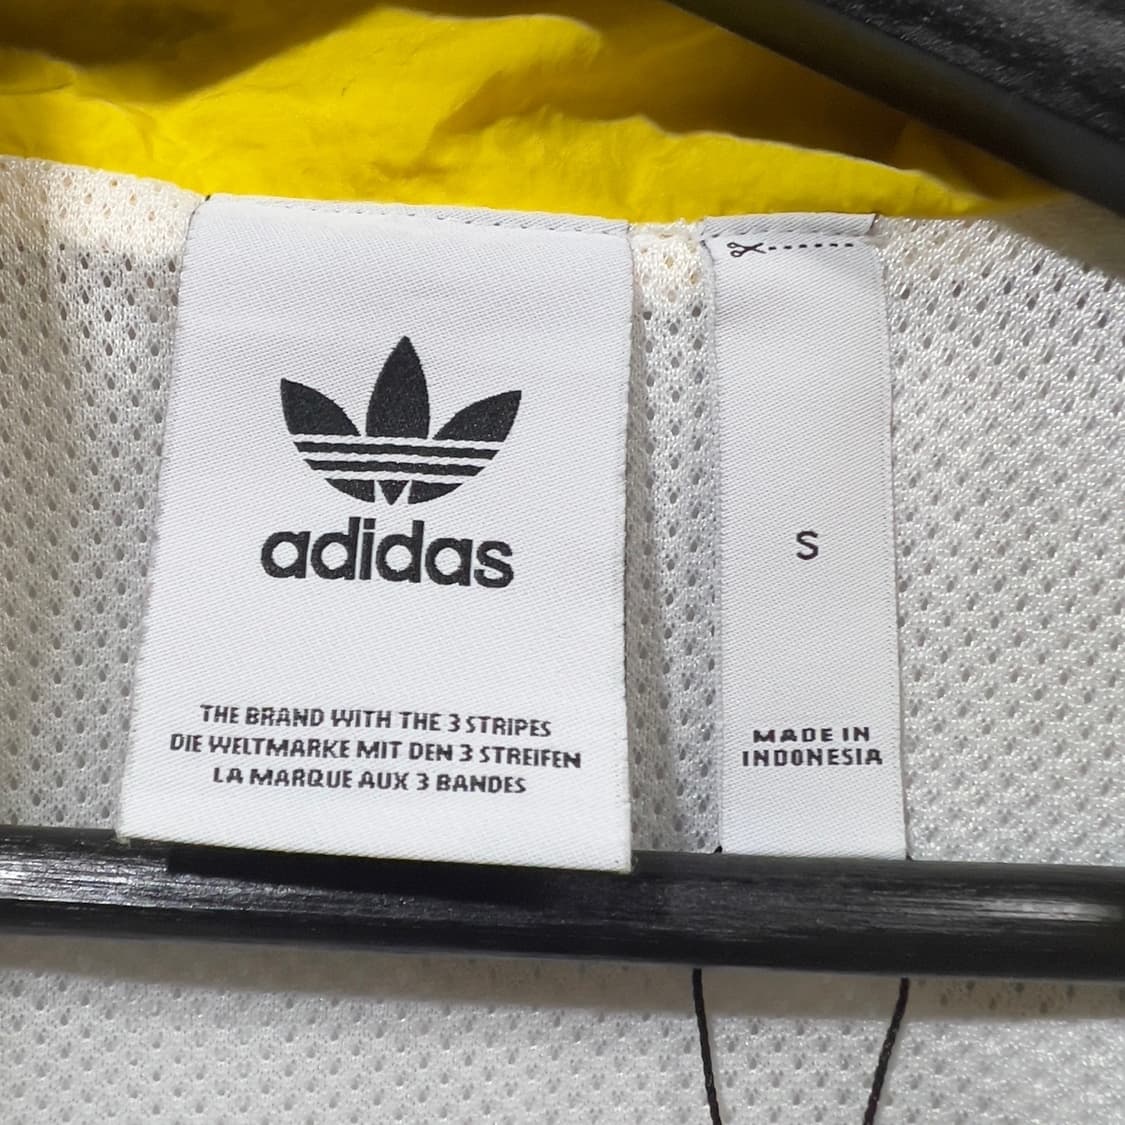 adidas
THE BRAND WITH THE 3 STRIPES
DIE WELTMARKE MIT DEN 3 STREIFEN
LA MARQUE AUX 3 BANDES
S
MADE IN
INDONESIA